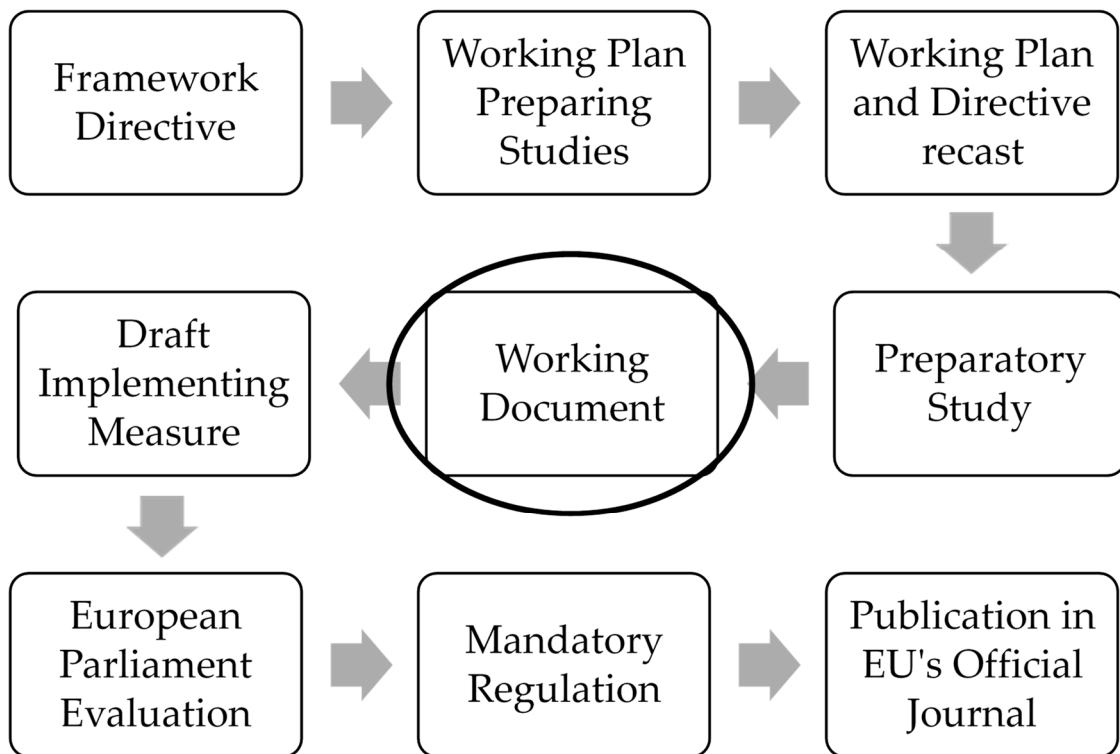 Framework
Directive
Working Plan
Preparing
Studies
Working Plan
and Directive
recast
Preparatory
Study
Working
Document
Draft
Implementing
Measure
European
Parliament
Evaluation
Mandatory
Regulation
Publication in
EU's Official
Journal